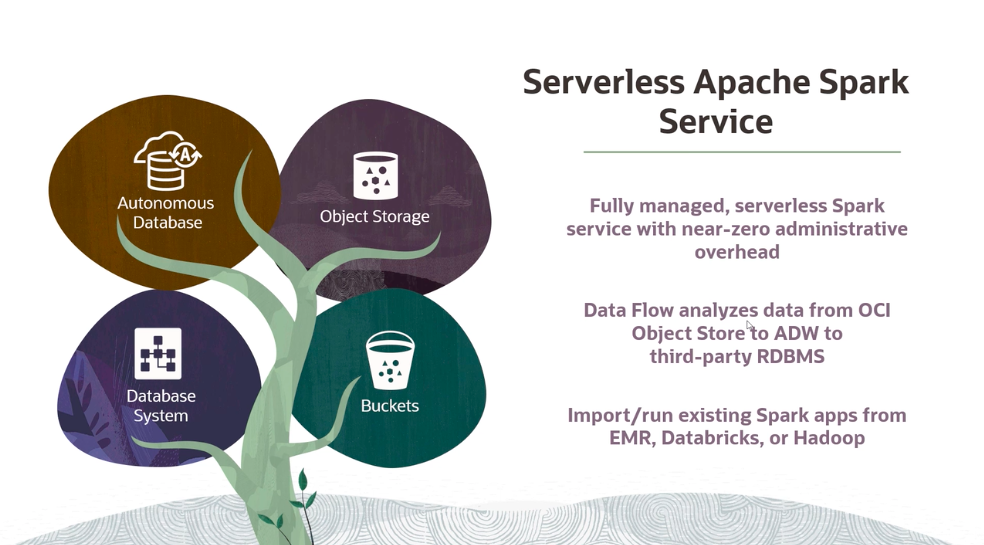 Serverless Apache Spark
Service
Fully managed, serverless Spark
service with near-zero administrative
overhead
Data Flow analyzes data from OCI
Object Store to ADW to
third-party RDBMS
Import/run existing Spark apps from
EMR, Databricks, or Hadoop
Autonomous
Database
Object Storage
Database
System
Buckets
A